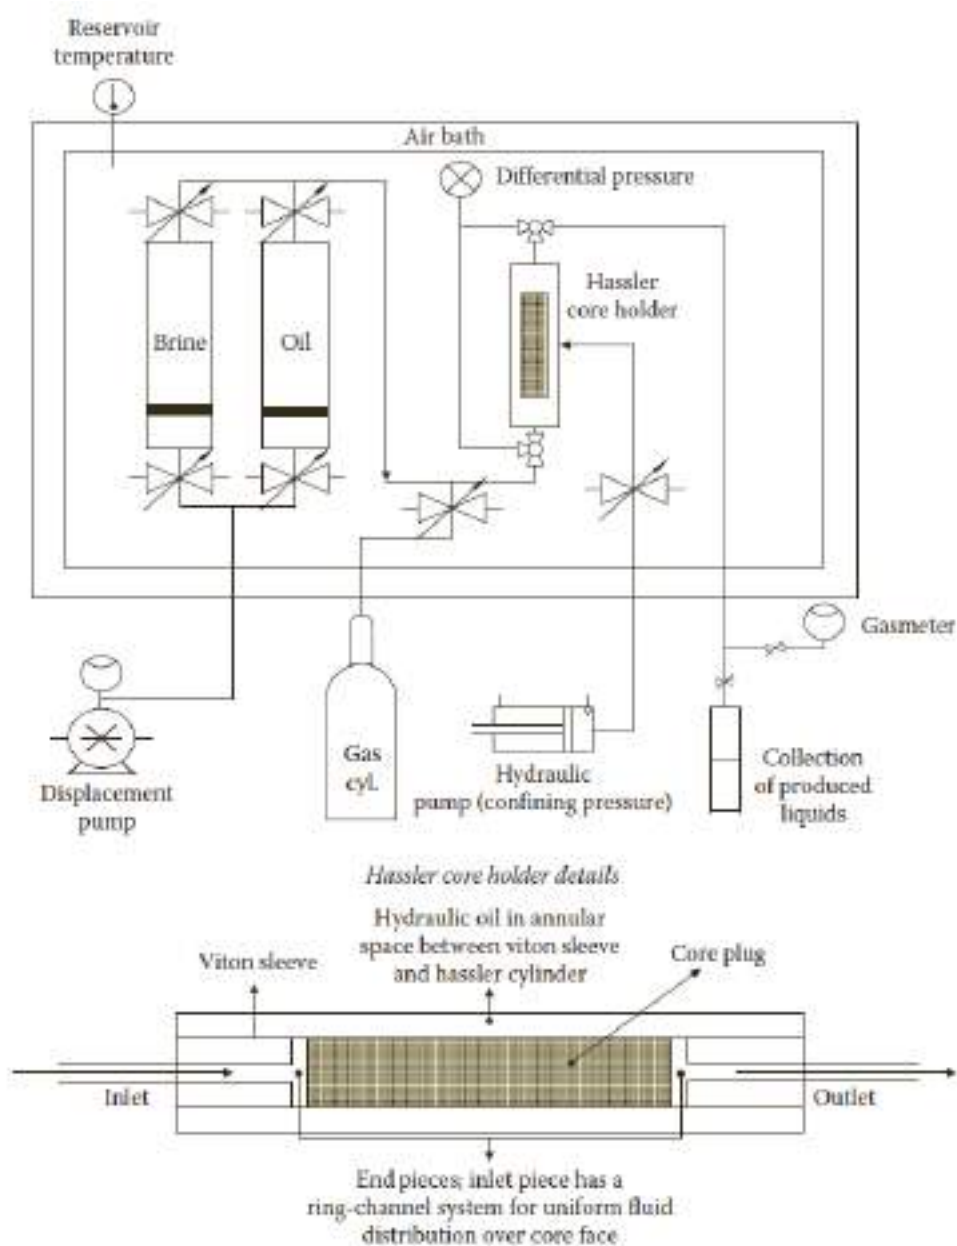 Reservoir
temperature
Air bath
Differential pressure
Hassler
core holder
Brine
Oil
Gasmeter
Gas
cyl.
Displacement
pump
Hydraulic
pump (confining pressure)
Collection
of produced
liquids
Hassler core holder details
Hydraulic oil in annular
space between viton sleeve
and hassler cylinder
Viton sleeve
Core plug
Inlet
Outlet
End pieces; inlet piece has a
ring-channel system for uniform fluid
distribution over core face